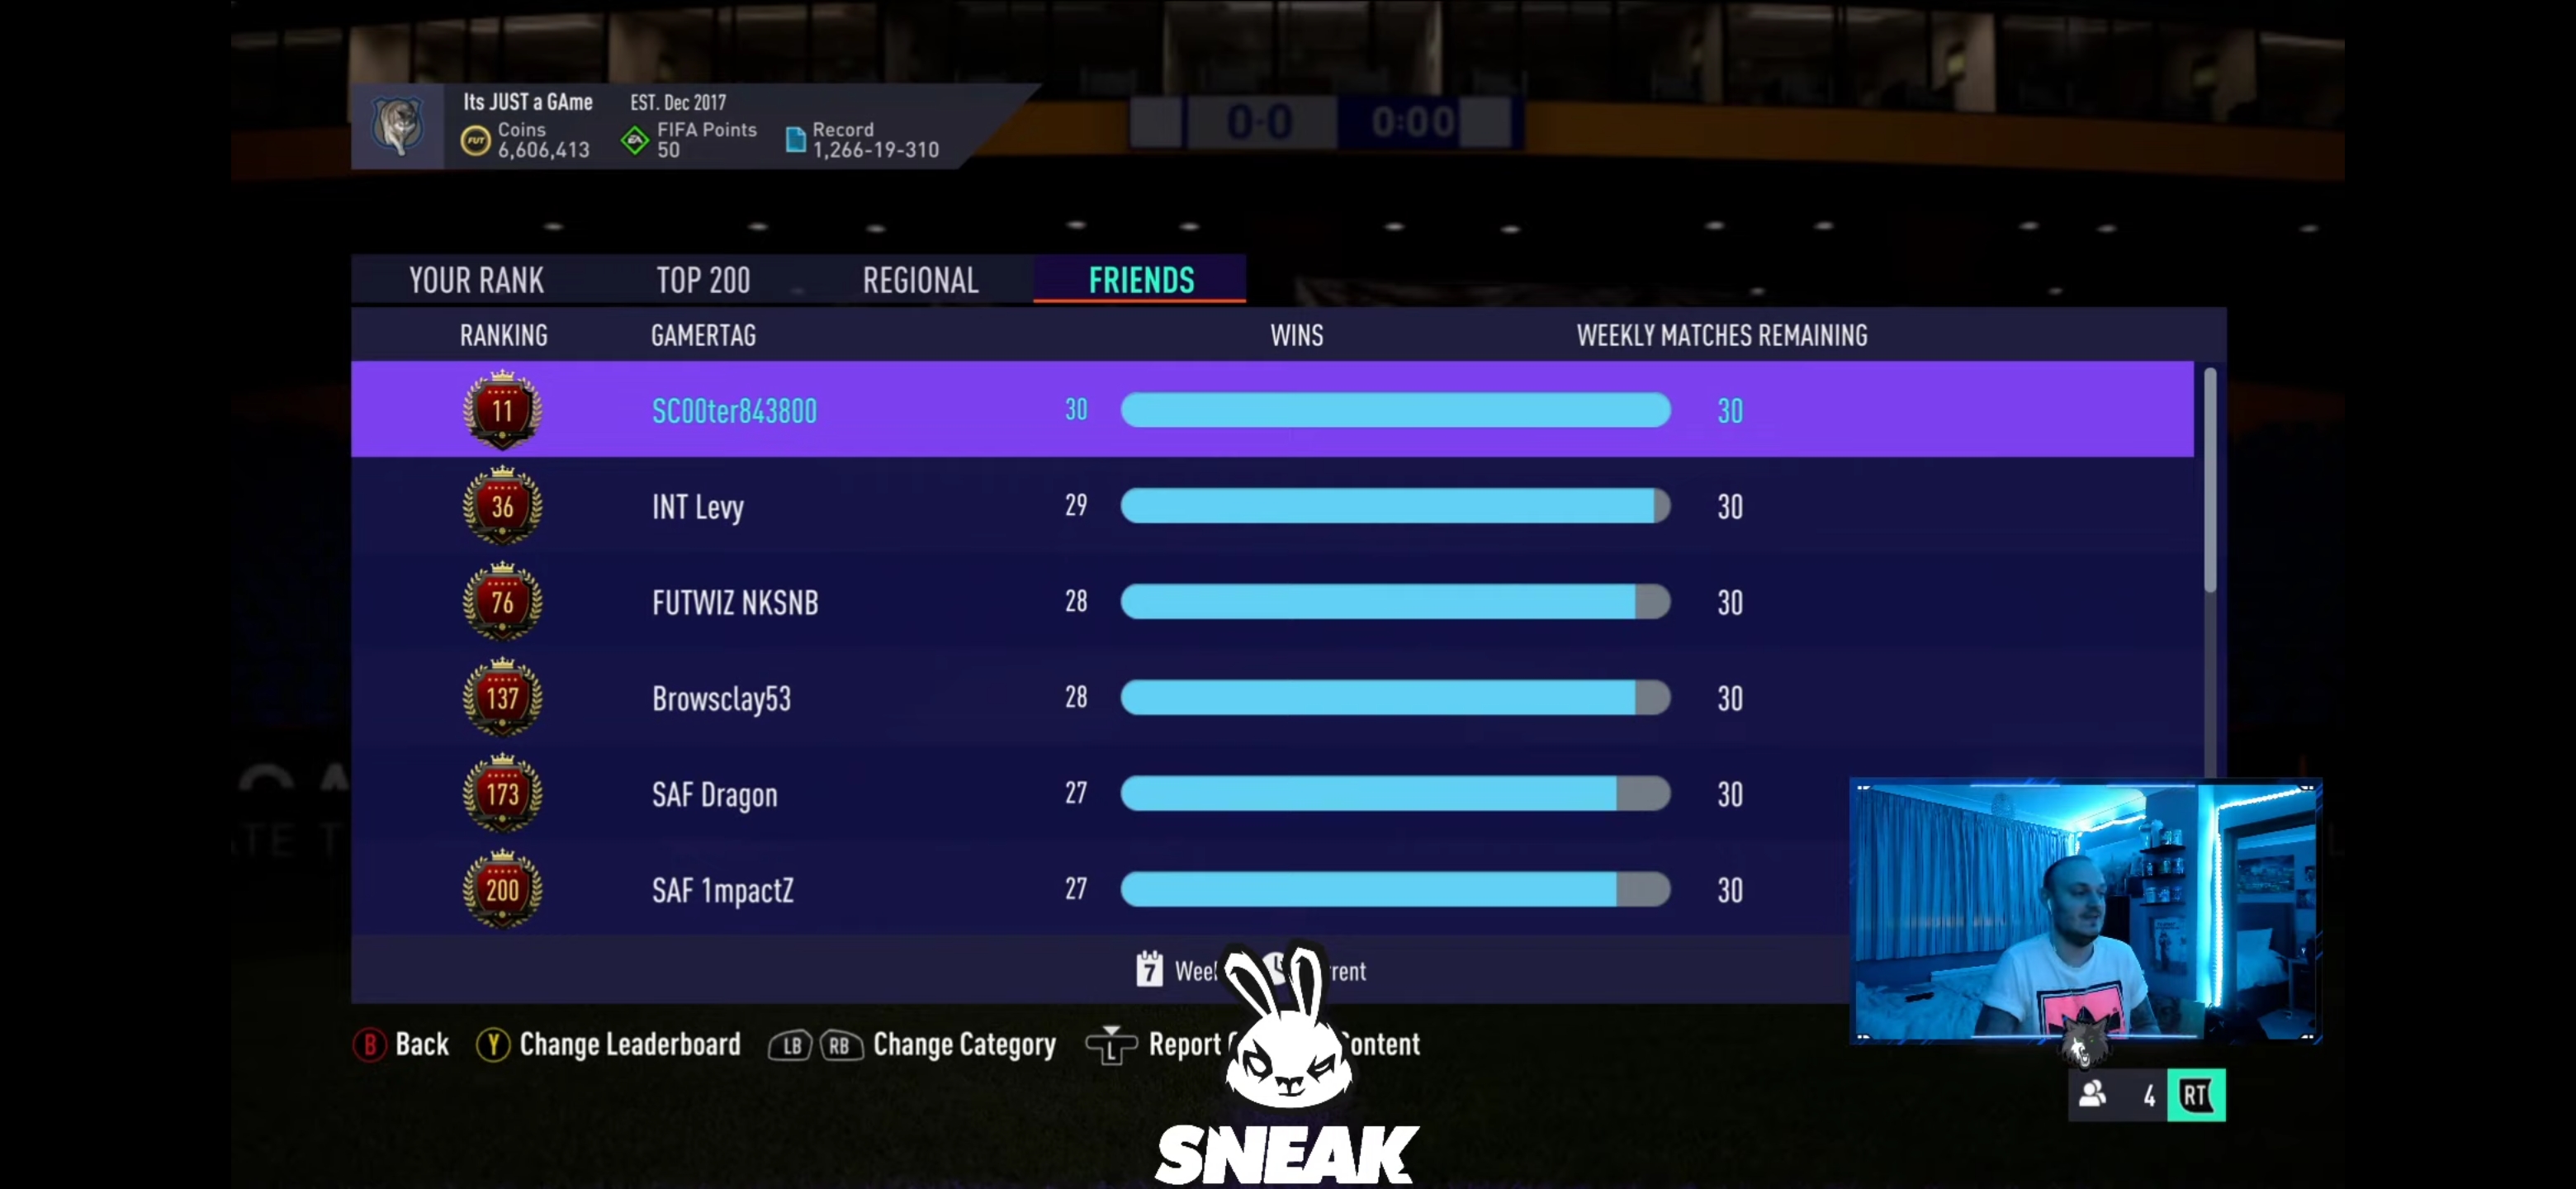 Its JUST a GAme EST. Dec 2017
FUT Coins 6,606,413 EA FIFA Points 50 Record 1,266-19-310
0-0 0:00
YOUR RANK TOP 200 REGIONAL FRIENDS
RANKING GAMERTAG WINS WEEKLY MATCHES REMAINING
11 SC00ter843800 30 30
36 INT Levy 29 30
76 FUTWIZ NKSNB 28 30
137 Browsclay53 28 30
173 SAF Dragon 27 30
200 SAF 1mpactZ 27 30
7
B Back Y Change Leaderboard LB RB Change Category L Report
4 RT
SNEAK